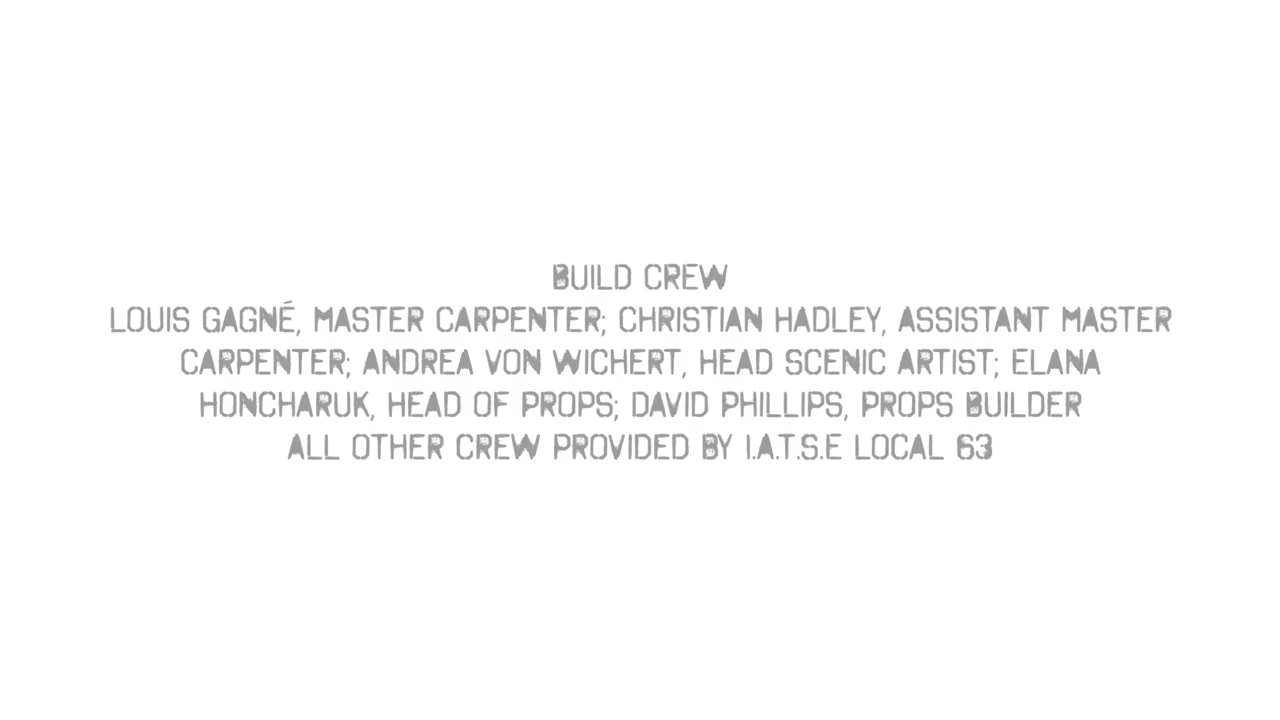 BUILD CREW
LOUIS GAGNÉ, MASTER CARPENTER; CHRISTIAN HADLEY, ASSISTANT MASTER
CARPENTER; ANDREA VON WICHERT, HEAD SCENIC ARTIST; ELANA
HONCHARUK, HEAD OF PROPS; DAVID PHILLIPS, PROPS BUILDER
ALL OTHER CREW PROVIDED BY I.A.T.S.E LOCAL 63